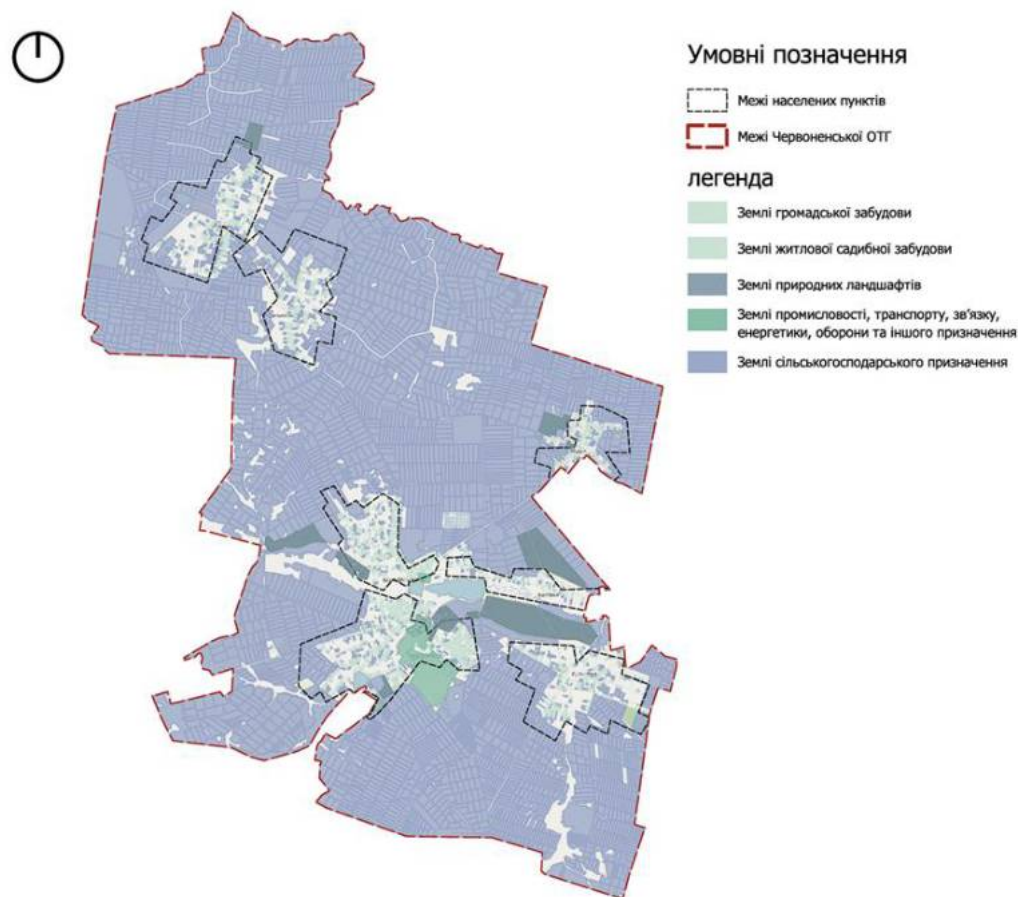 Умовні позначення
Межі населених пунктів
Межі Червоненської ОТГ
легенда
Землі громадської забудови
Землі житлової садибної забудови
Землі природних ландшафтів
Землі промисловості, транспорту, зв'язку,
енергетики, оборони та іншого призначення
Землі сільськогосподарського призначення